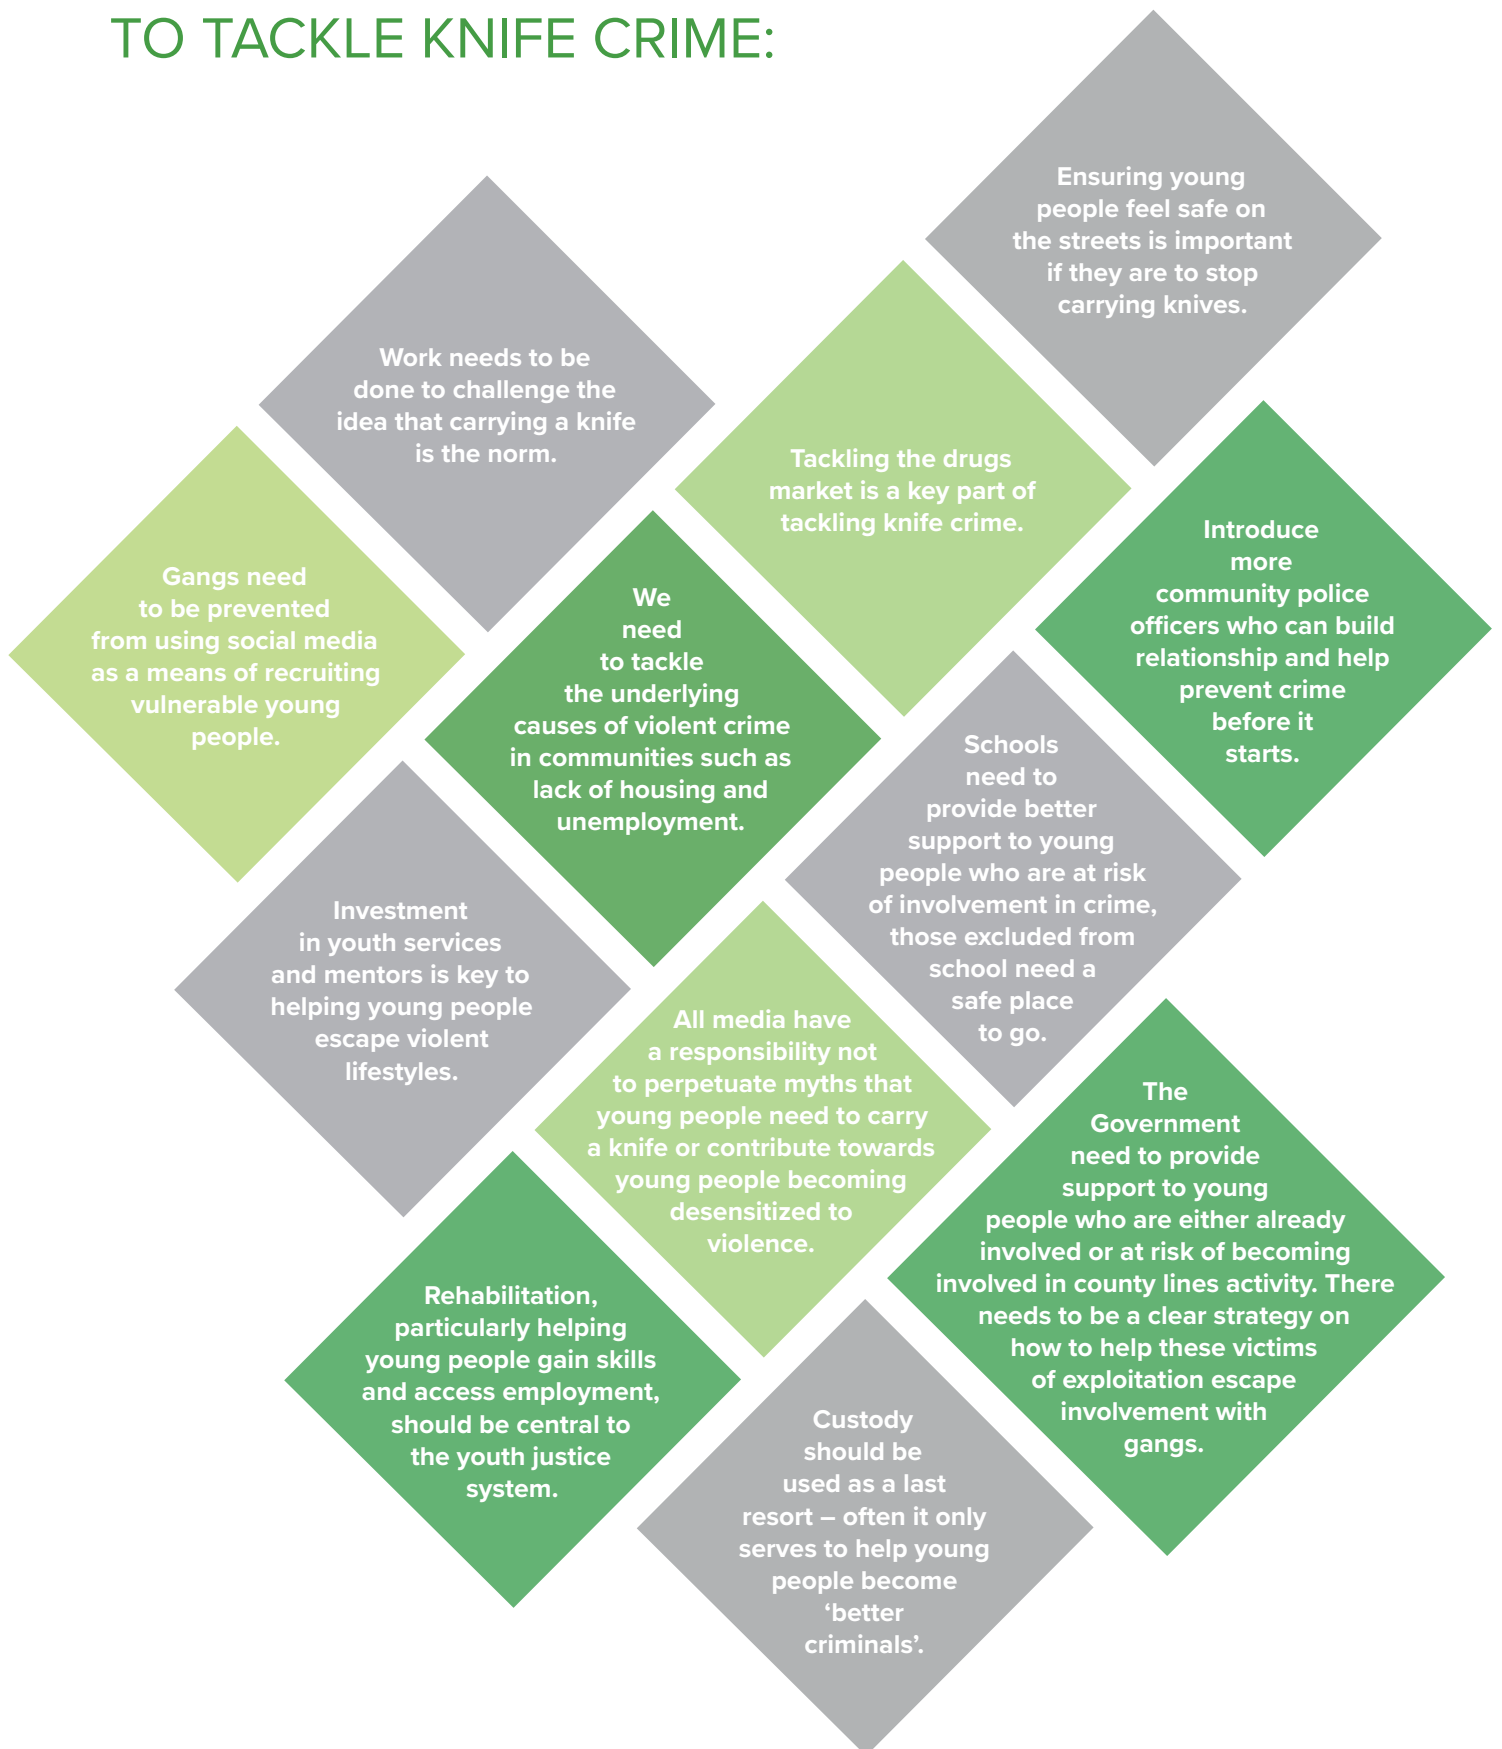 TO TACKLE KNIFE CRIME:
Ensuring young
people feel safe on
the streets is important
if they are to stop
carrying knives.
Work needs to be
done to challenge the
idea that carrying a knife
is the norm.
Tackling the drugs
market is a key part of
tackling knife crime.
Introduce
more
community police
officers who can build
relationship and help
prevent crime
before it
starts.
Gangs need
to be prevented
from using social media
as a means of recruiting
vulnerable young
people.
We
need
to tackle
the underlying
causes of violent crime
in communities such as
lack of housing and
unemployment.
Schools
need to
provide better
support to young
people who are at risk
of involvement in crime,
those excluded from
school need a
safe place
to go.
Investment
in youth services
and mentors is key to
helping young people
escape violent
lifestyles.
All media have
a responsibility not
to perpetuate myths that
young people need to carry
a knife or contribute towards
young people becoming
desensitized to
violence.
The
Government
need to provide
support to young
people who are either already
involved or at risk of becoming
involved in county lines activity. There
needs to be a clear strategy on
how to help these victims
of exploitation escape
involvement with
gangs.
Rehabilitation,
particularly helping
young people gain skills
and access employment,
should be central to
the youth justice
system.
Custody
should be
used as a last
resort – often it only
serves to help young
people become
‘better
criminals’.